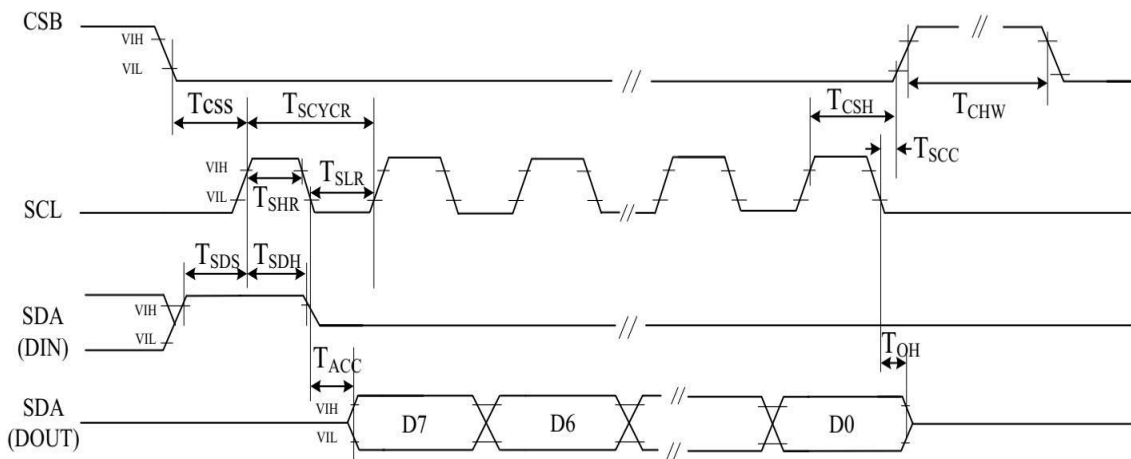 CSB
VIH
VIL
//
//
Tcss
TSCYCR
TCSH
TCHW
TSCC
SCL
VIH
VIL
TSHR
TSLR
//
TSDS
TSDH
SDA
(DIN)
VIH
VIL
//
TACC
TOH
SDA
(DOUT)
VIH
VIL
D7
D6
//
//
D0